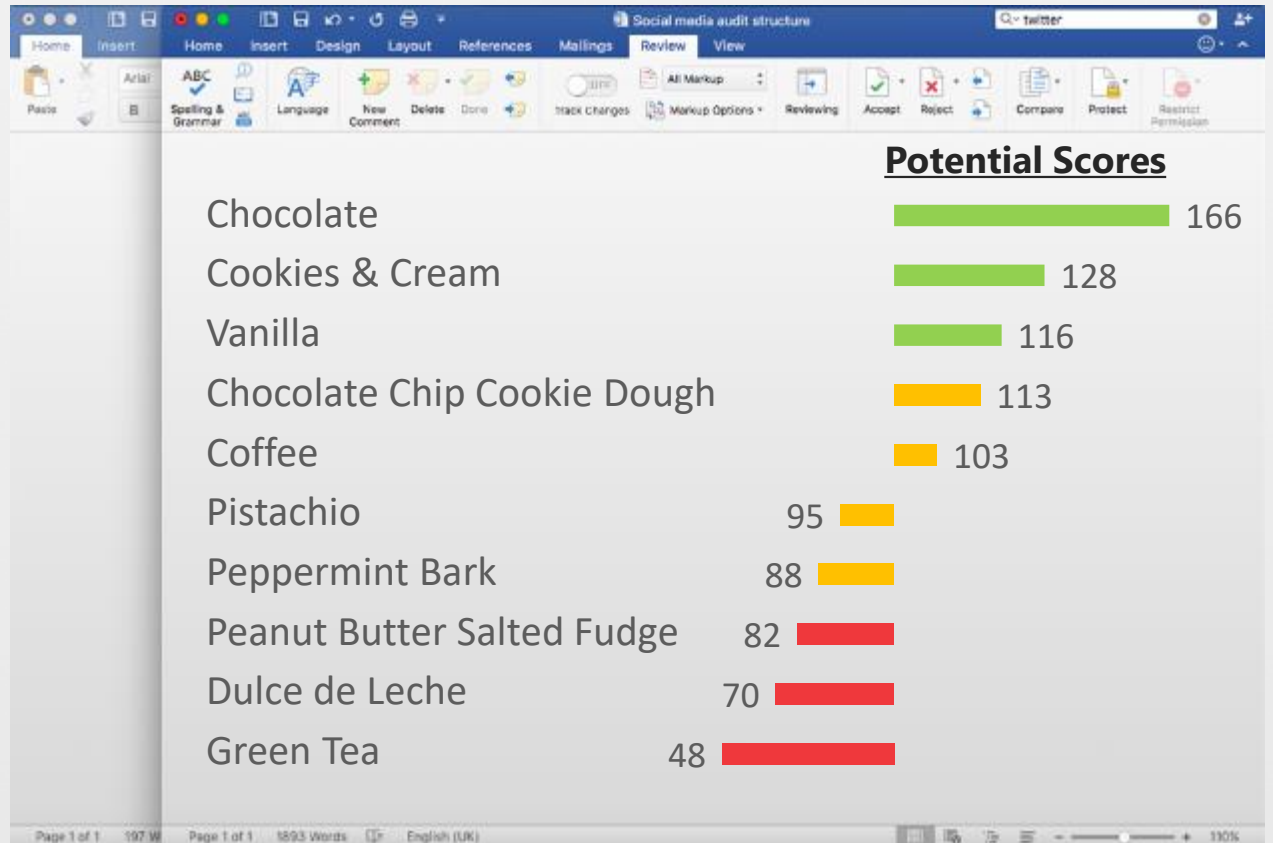 Social media audit structure
twitter
Home Insert Home Insert Design Layout References Mailings Review View
Arial ABC All Markup
Paste B Spelling & Grammar Language New Comment Delete Done Track Changes Markup Options Reviewing Accept Reject Compare Protect Restrict Permission
Potential Scores
Chocolate 166
Cookies & Cream 128
Vanilla 116
Chocolate Chip Cookie Dough 113
Coffee 103
Pistachio 95
Peppermint Bark 88
Peanut Butter Salted Fudge 82
Dulce de Leche 70
Green Tea 48
Page 1 of 1 197 W Page 1 of 1 1893 Words English (UK) 110%